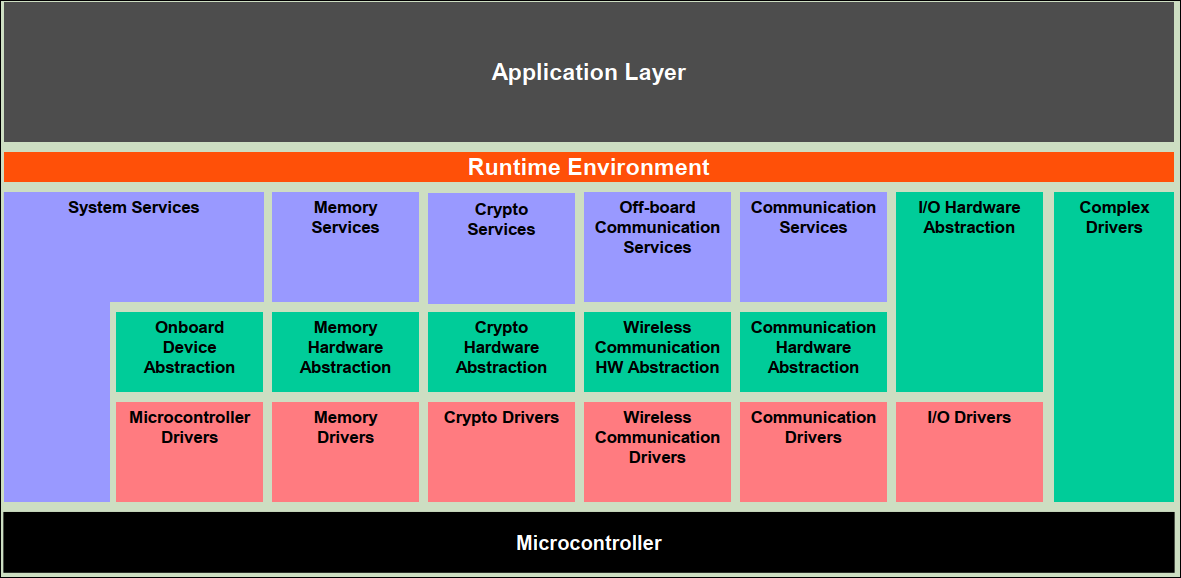 Application Layer
Runtime Environment
System Services
Memory
Services
Crypto
Services
Off-board
Communication
Services
Communication
Services
I/O Hardware
Abstraction
Complex
Drivers
Onboard
Device
Abstraction
Memory
Hardware
Abstraction
Crypto
Hardware
Abstraction
Wireless
Communication
HW Abstraction
Communication
Hardware
Abstraction
Microcontroller
Drivers
Memory
Drivers
Crypto Drivers
Wireless
Communication
Drivers
Communication
Drivers
I/O Drivers
Microcontroller